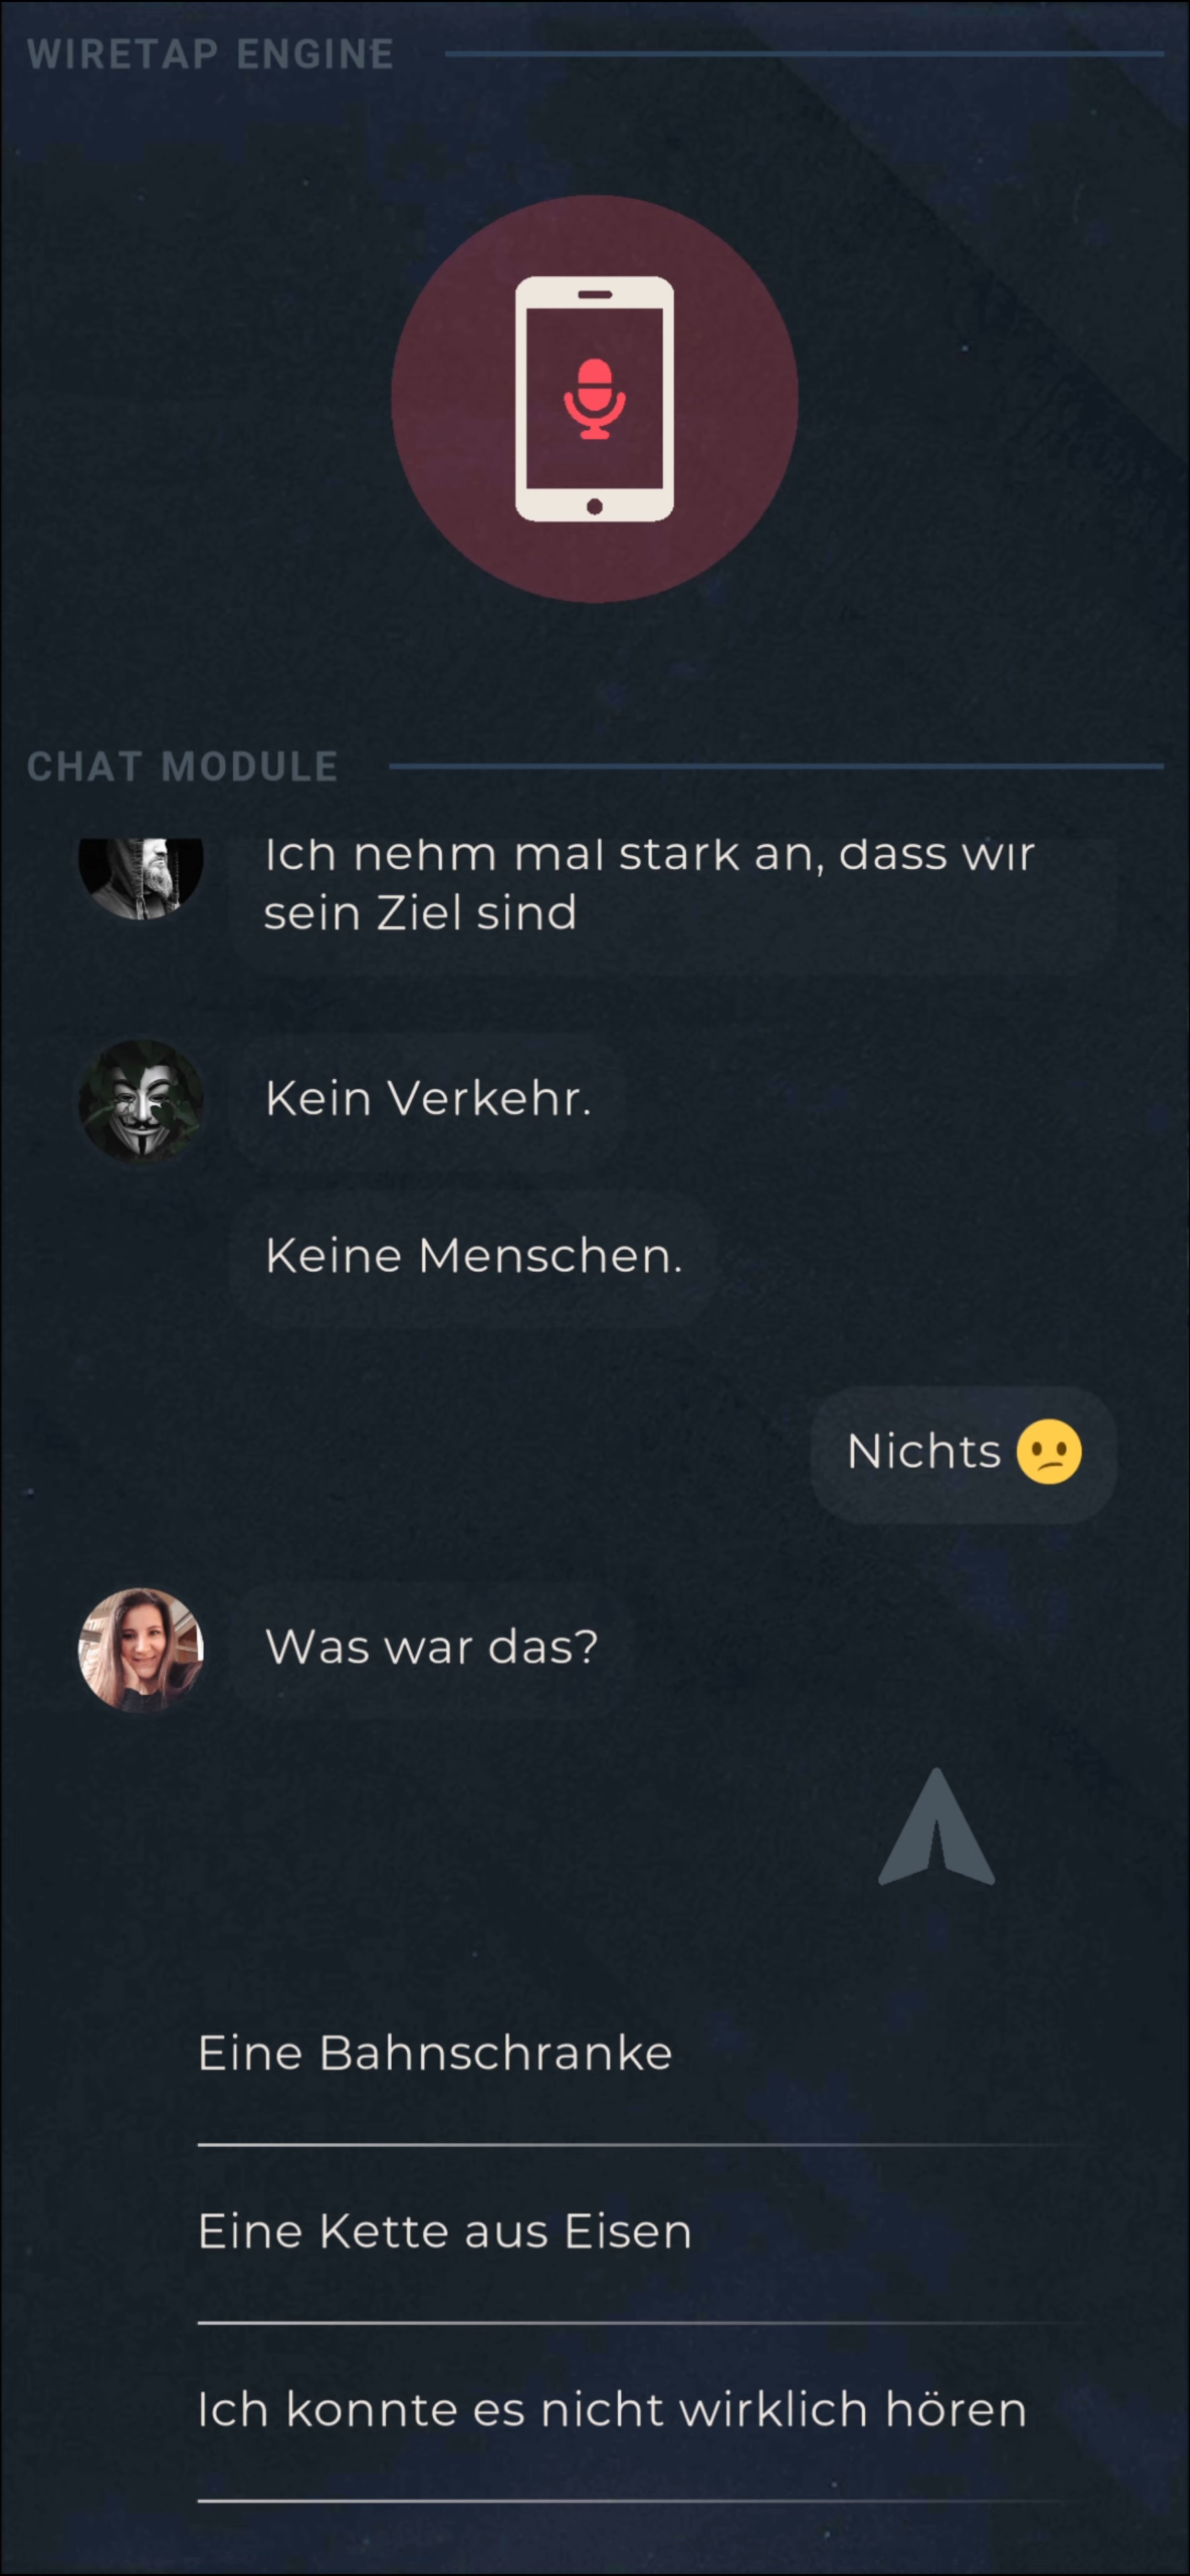 WIRETAP ENGINE
CHAT MODULE
Ich nehm mal stark an, dass wir
sein Ziel sind
Kein Verkehr.
Keine Menschen.
Nichts 😕
Was war das?
Eine Bahnschranke
Eine Kette aus Eisen
Ich konnte es nicht wirklich hören